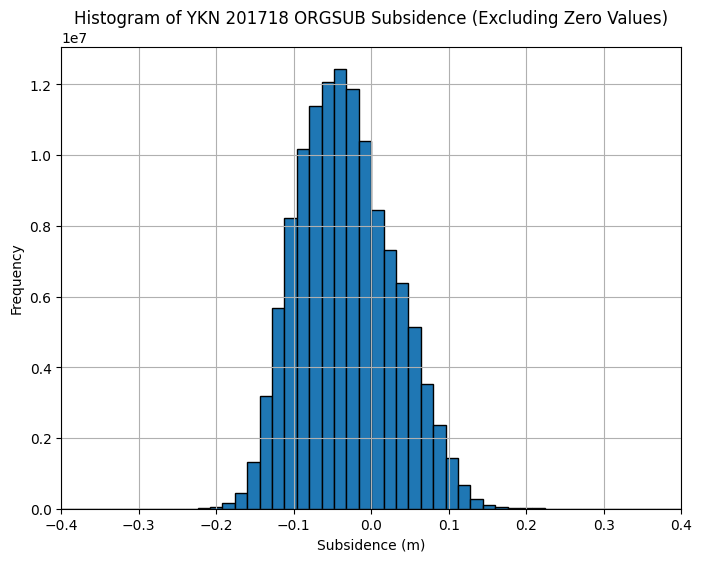 Histogram of YKN 201718 ORGSUB Subsidence (Excluding Zero Values)
1e7
1.2
1.0
0.8
0.6
0.4
0.2
0.0
Frequency
−0.4 −0.3 −0.2 −0.1 0.0 0.1 0.2 0.3 0.4
Subsidence (m)